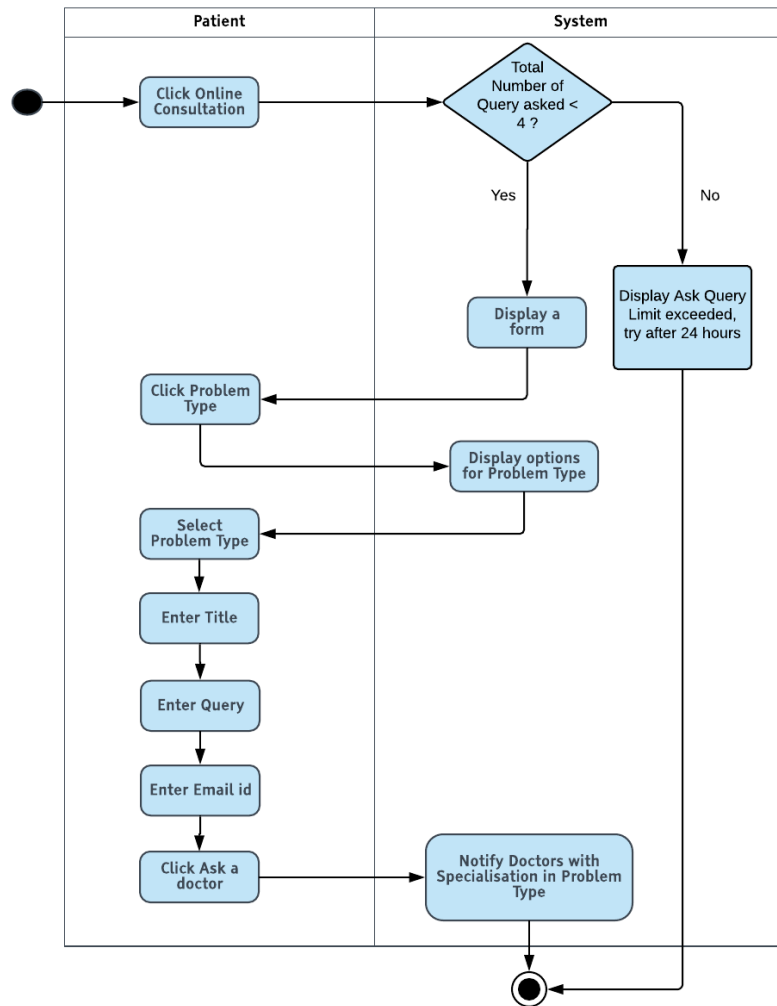 Patient
System
Click Online
Consultation
Total
Number of
Query asked <
4 ?
Yes
No
Display a
form
Display Ask Query
Limit exceeded,
try after 24 hours
Click Problem
Type
Display options
for Problem Type
Select
Problem Type
Enter Title
Enter Query
Enter Email id
Click Ask a
doctor
Notify Doctors with
Specialisation in Problem
Type